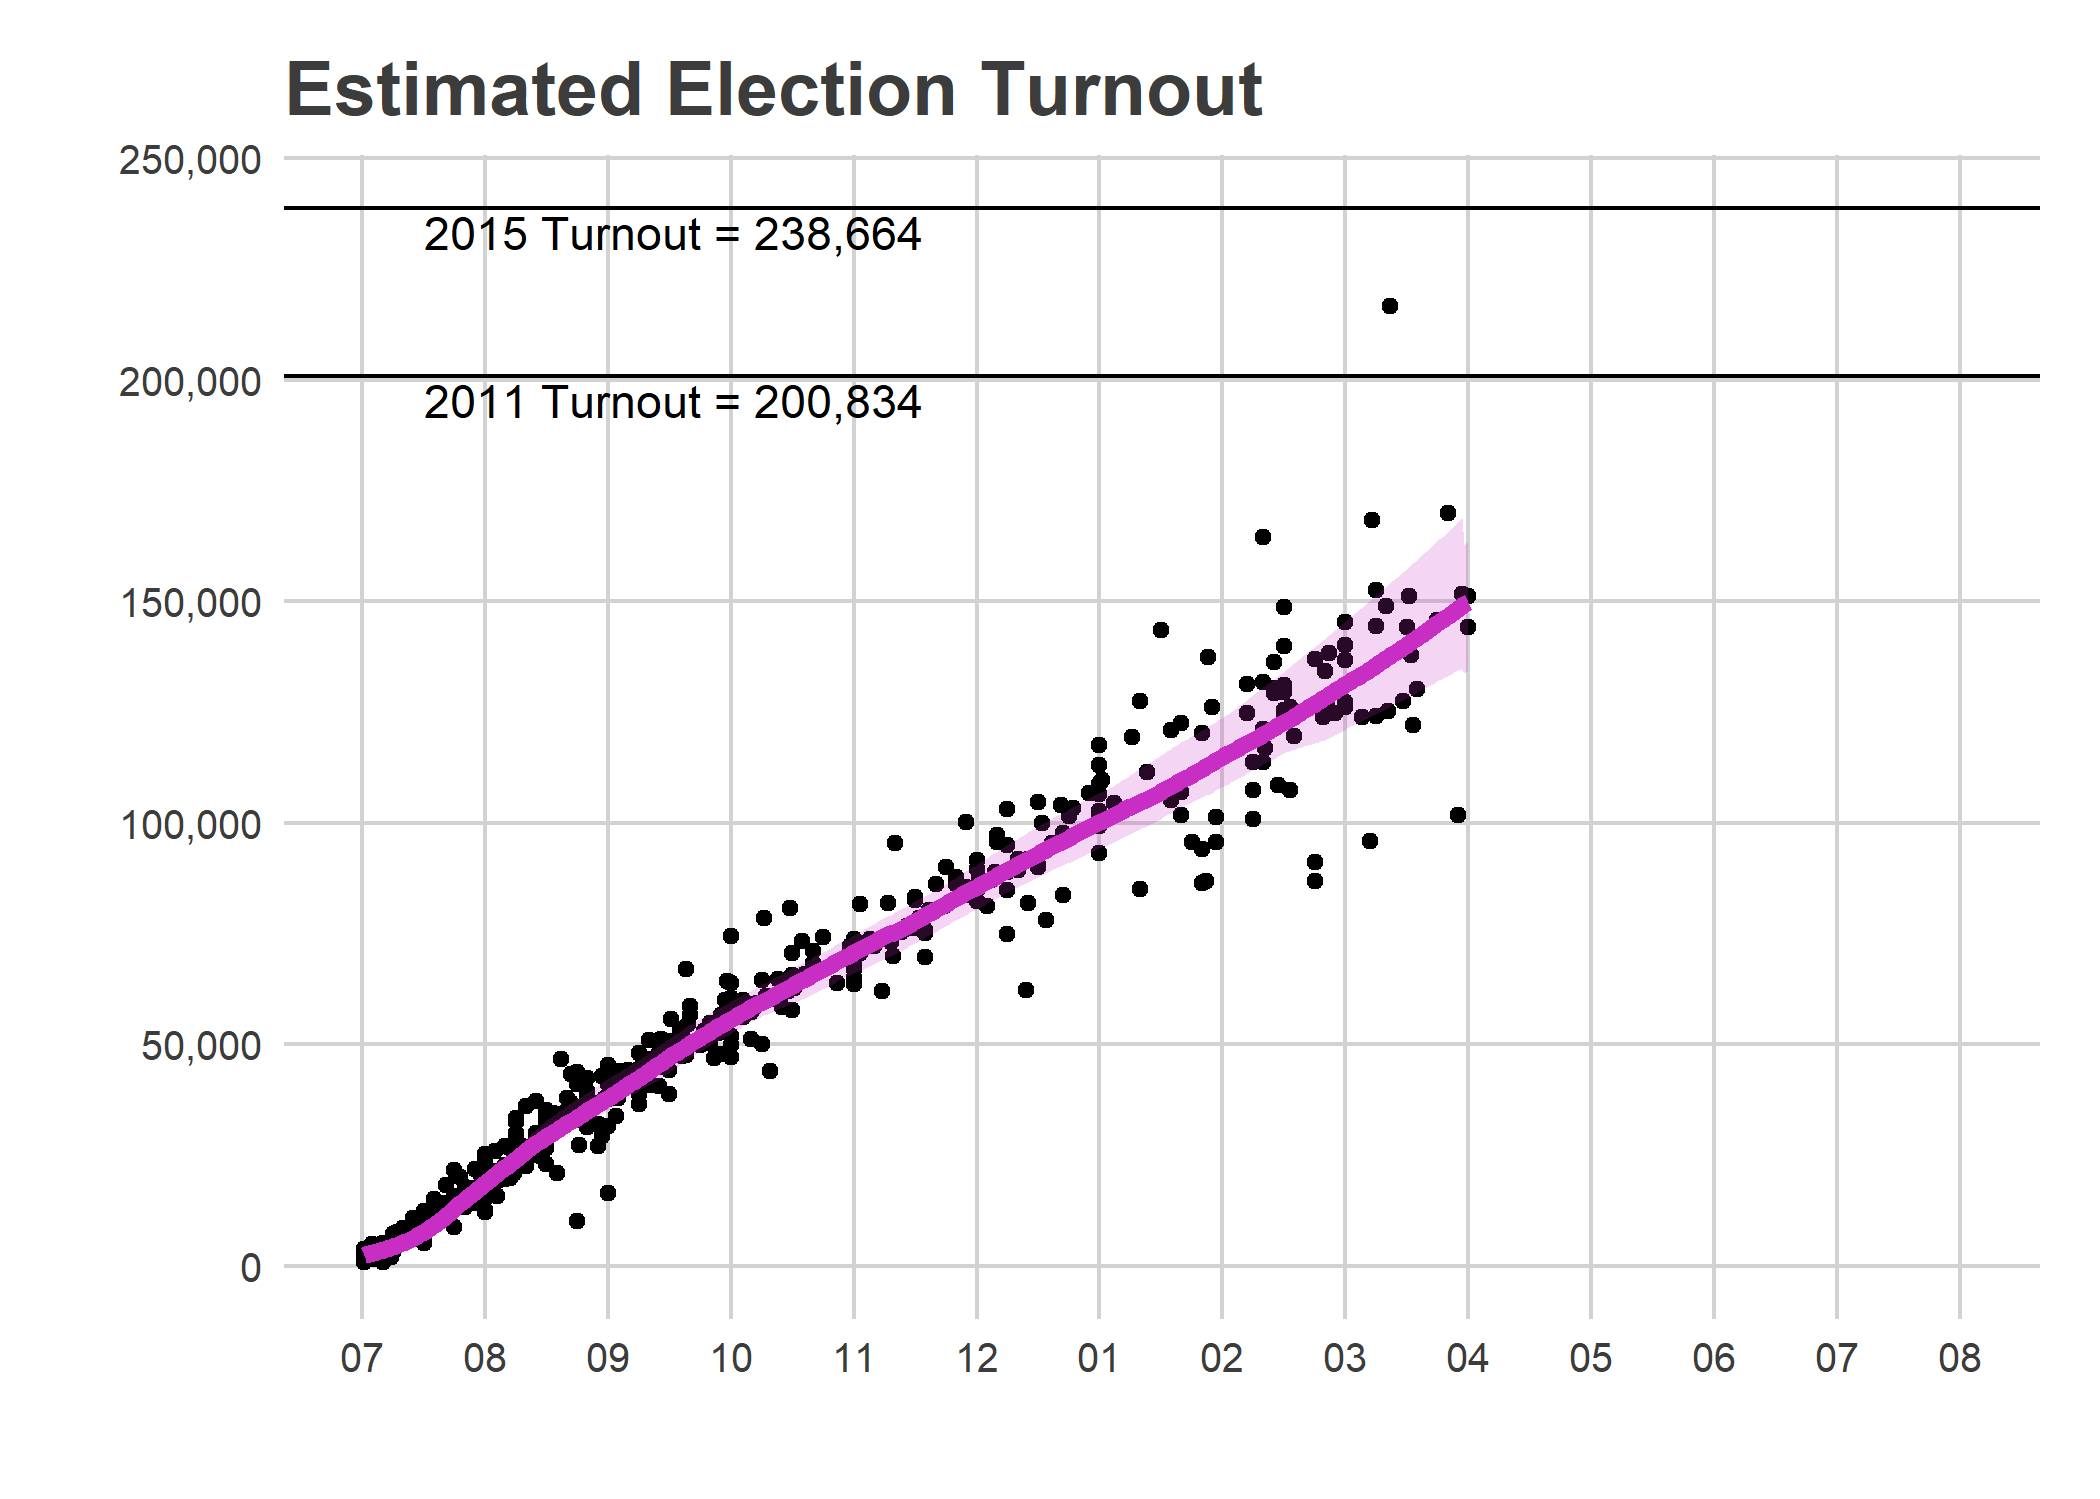 Estimated Election Turnout
250,000
2015 Turnout = 238,664
200,000
2011 Turnout = 200,834
150,000
100,000
50,000
0
07 08 09 10 11 12 01 02 03 04 05 06 07 08